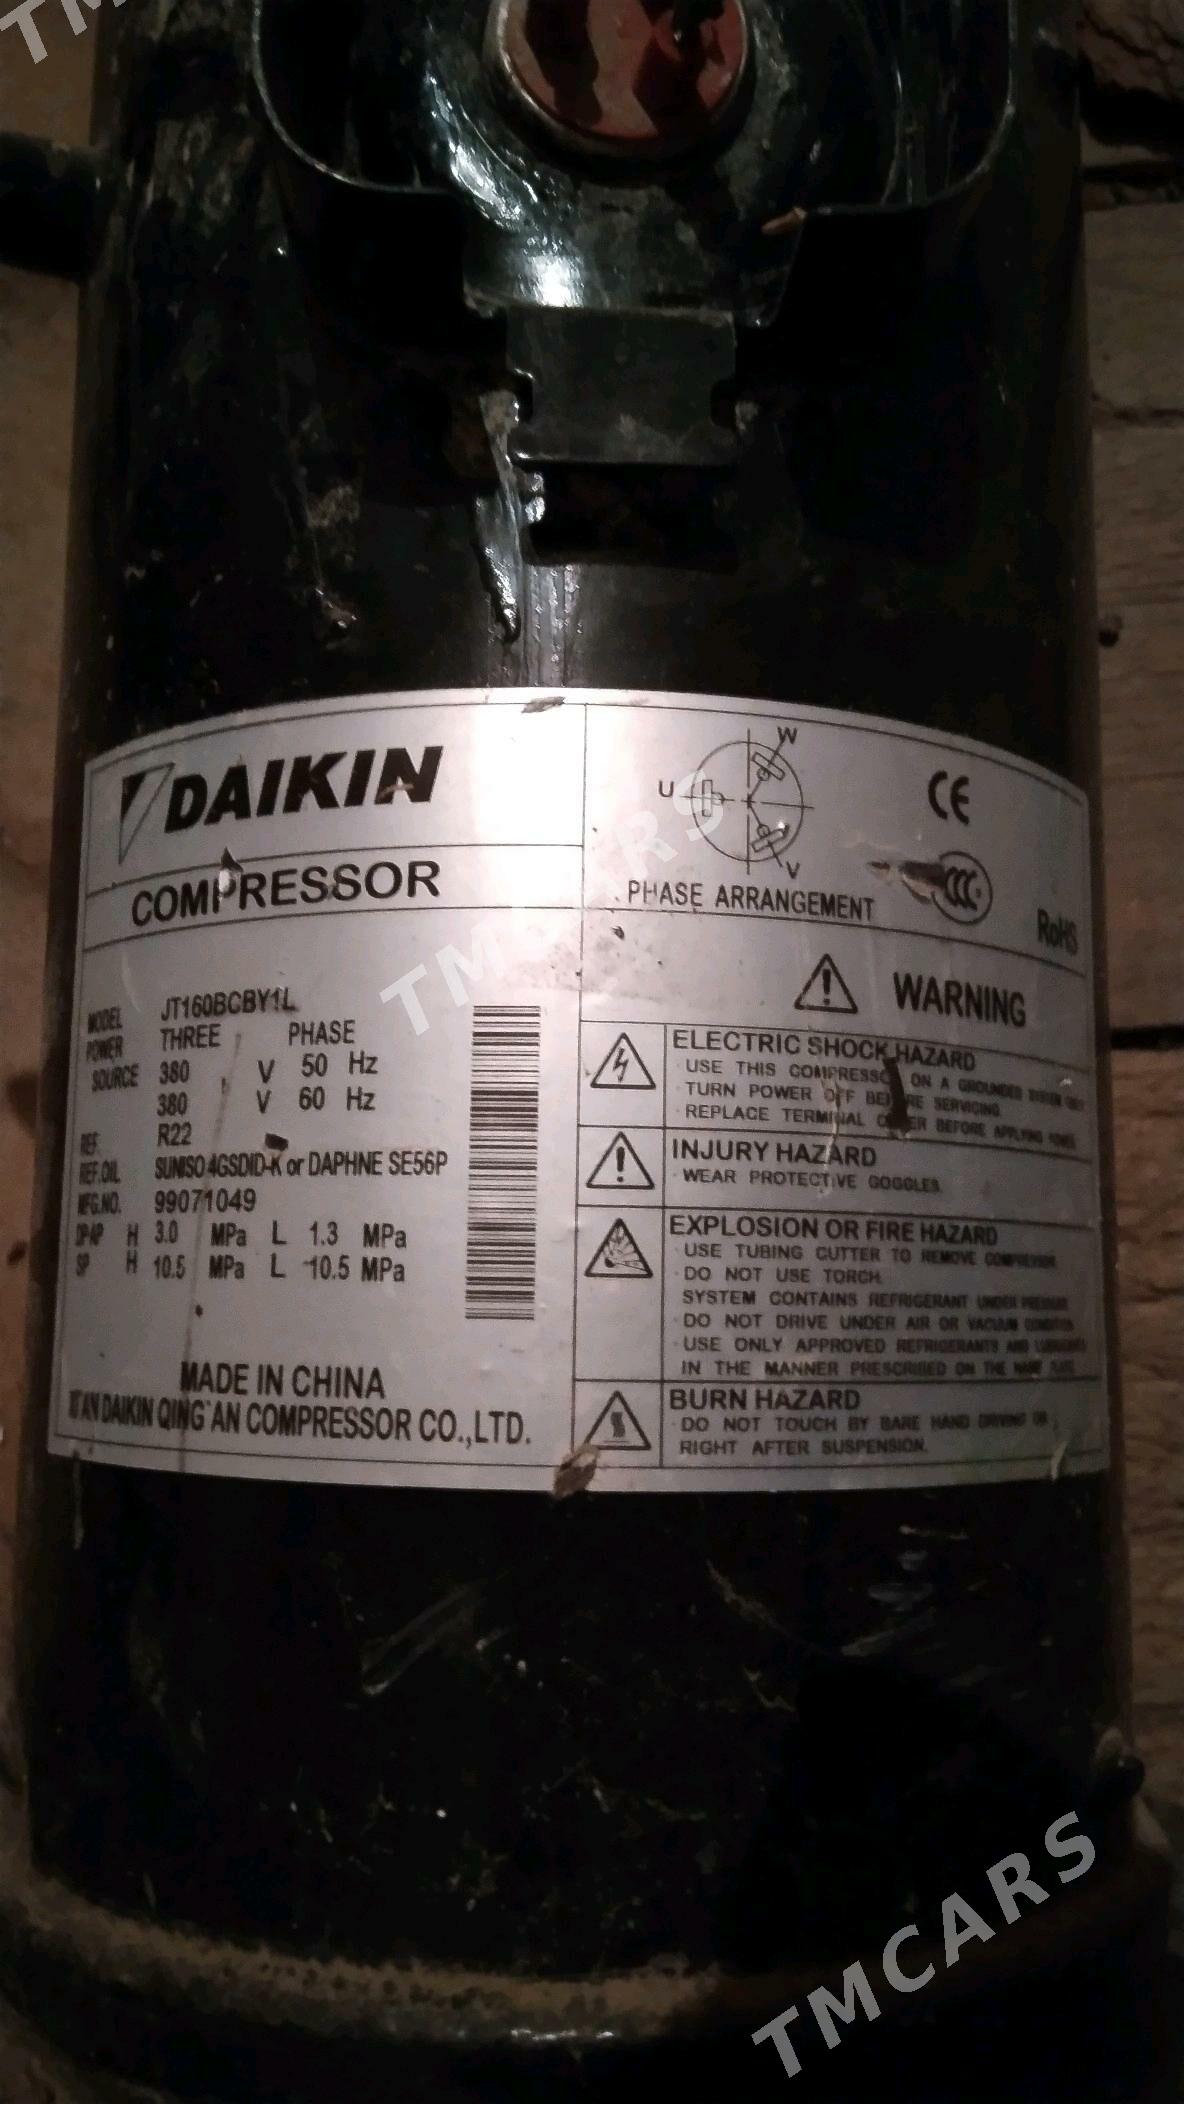 TM
DAIKIN
COMPRESSOR
MODEL JT160BCBY1L
POWER THREE PHASE
SOURCE 380 V 50 Hz
380 V 60 Hz
REF. R22
REF.OIL SUNISO 4GSDID-K or DAPHNE SE56P
MFG.NO. 99071049
DP·AP H 3.0 MPa L 1.3 MPa
SP H 10.5 MPa L 10.5 MPa
MADE IN CHINA
XI'AN DAIKIN QING'AN COMPRESSOR CO.,LTD.
W
U
V
PHASE ARRANGEMENT
CE
CCC
RoHS
WARNING
ELECTRIC SHOCK HAZARD
· USE THIS COMPRESSOR ON A GROUNDED SYSTEM ONLY
· TURN POWER OFF BEFORE SERVICING.
· REPLACE TERMINAL COVER BEFORE APPLYING POWER.
INJURY HAZARD
· WEAR PROTECTIVE GOGGLES.
EXPLOSION OR FIRE HAZARD
· USE TUBING CUTTER TO REMOVE COMPRESSOR.
· DO NOT USE TORCH.
SYSTEM CONTAINS REFRIGERANT UNDER PRESSURE.
· DO NOT DRIVE UNDER AIR OR VACUUM CONDITION.
· USE ONLY APPROVED REFRIGERANTS AND LUBRICANTS
IN THE MANNER PRESCRIBED ON THE NAME PLATE.
BURN HAZARD
· DO NOT TOUCH BY BARE HAND DRIVING OR
RIGHT AFTER SUSPENSION.
TMCARS
TMCARS